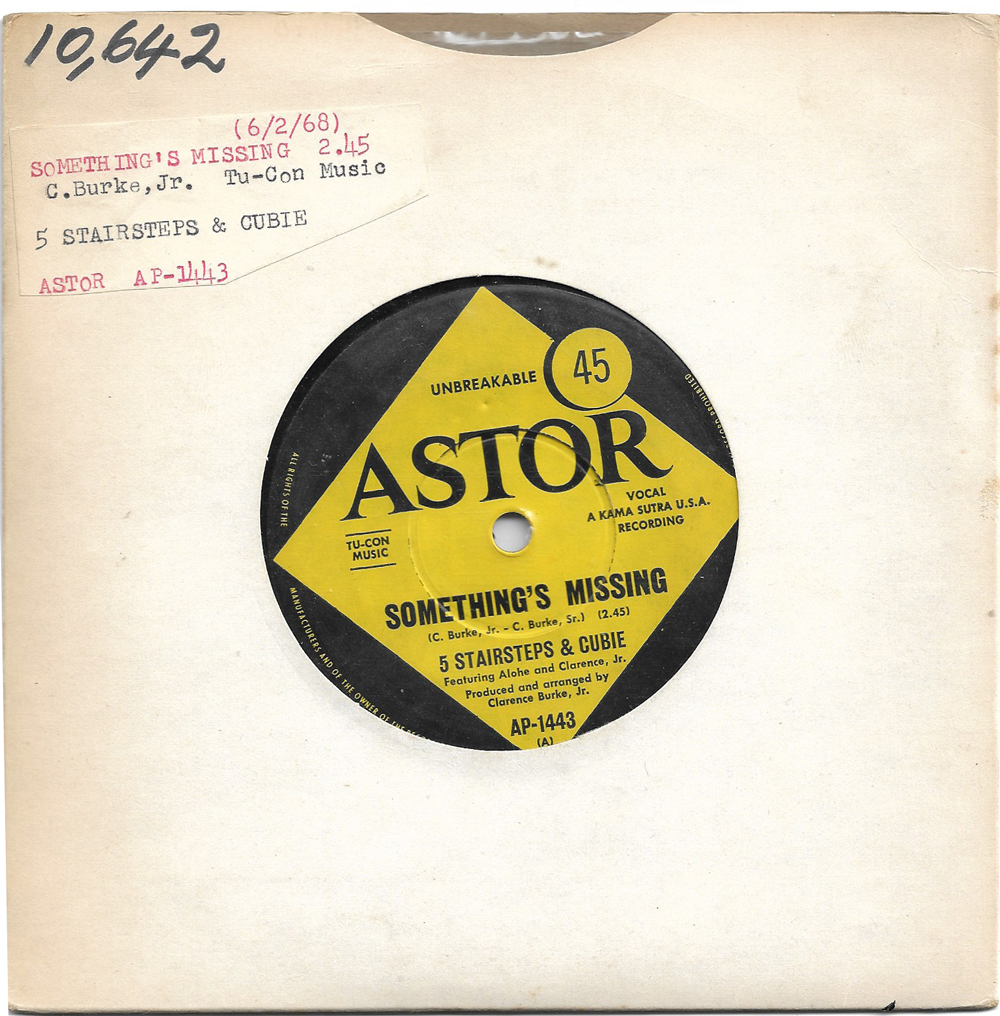 10,642
(6/2/68)
SOMETHING'S MISSING 2.45
C.Burke,Jr. Tu-Con Music
5 STAIRSTEPS & CUBIE
ASTOR AP-1443
UNBREAKABLE
45
ASTOR
VOCAL
A KAMA SUTRA U.S.A.
RECORDING
TU-CON
MUSIC
SOMETHING'S MISSING
(C. Burke, Jr. - C. Burke, Sr.) (2.45)
5 STAIRSTEPS & CUBIE
Featuring Alohe and Clarence, Jr.
Produced and arranged by
Clarence Burke, Jr.
AP-1443
(A)
ALL RIGHTS OF THE
MANUFACTURERS AND OF THE OWNER OF THE
PROHIBITED